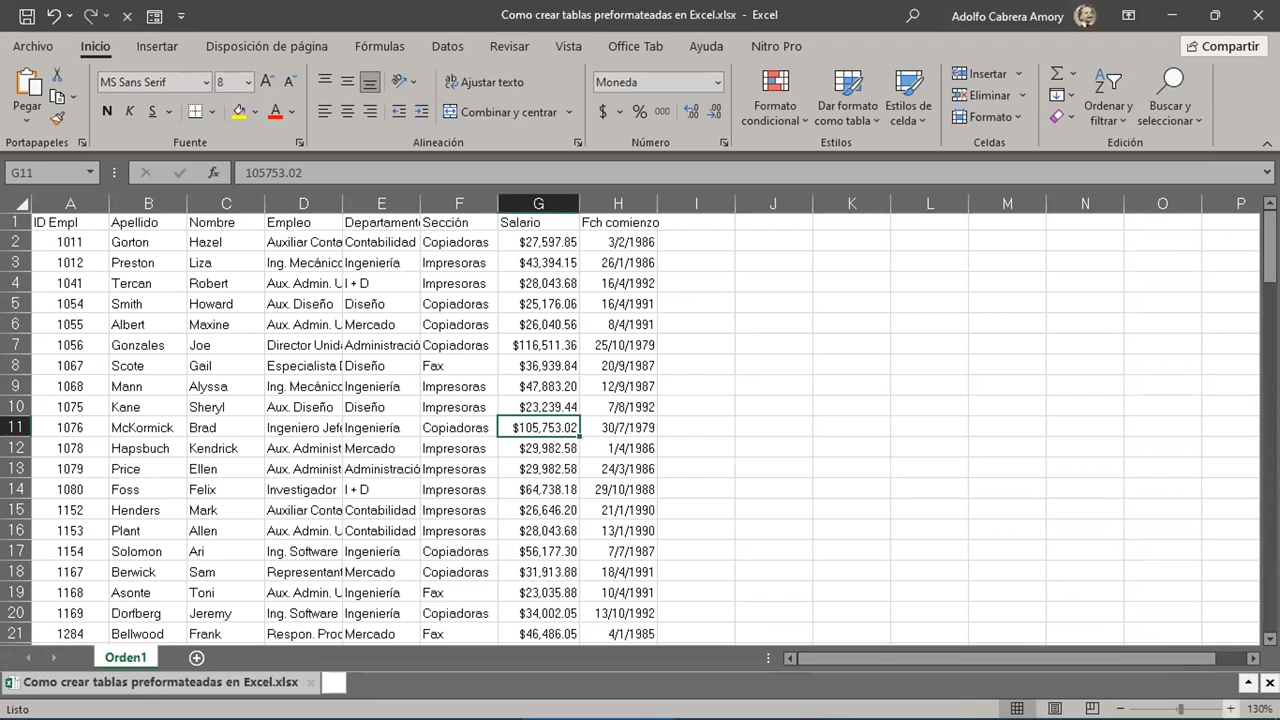 Como crear tablas preformateadas en Excel.xlsx - Excel
Adolfo Cabrera Amory
Archivo Inicio Insertar Disposición de página Fórmulas Datos Revisar Vista Office Tab Ayuda Nitro Pro Compartir
Pegar
MS Sans Serif 8
N K S
Ajustar texto
Combinar y centrar
Moneda
$ % 000
Formato condicional
Dar formato como tabla
Estilos de celda
Insertar
Eliminar
Formato
Ordenar y filtrar
Buscar y seleccionar
Portapapeles Fuente Alineación Número Estilos Celdas Edición
G11 fx 105753.02
A B C D E F G H I J K L M N O P
1 ID Empl Apellido Nombre Empleo Departamento Sección Salario Fch comienzo
2 1011 Gorton Hazel Auxiliar Conta Contabilidad Copiadoras $27,597.85 3/2/1986
3 1012 Preston Liza Ing. Mecánico Ingeniería Impresoras $43,394.15 26/1/1986
4 1041 Tercan Robert Aux. Admin. U I + D Impresoras $28,043.68 16/4/1992
5 1054 Smith Howard Aux. Diseño Diseño Copiadoras $25,176.06 16/4/1991
6 1055 Albert Maxine Aux. Admin. U Mercado Copiadoras $26,040.56 8/4/1991
7 1056 Gonzales Joe Director Unida Administració Copiadoras $116,511.36 25/10/1979
8 1067 Scote Gail Especialista D Diseño Fax $36,939.84 20/9/1987
9 1068 Mann Alyssa Ing. Mecánico Ingeniería Impresoras $47,883.20 12/9/1987
10 1075 Kane Sheryl Aux. Diseño Diseño Impresoras $23,239.44 7/8/1992
11 1076 McKormick Brad Ingeniero Jefe Ingeniería Copiadoras $105,753.02 30/7/1979
12 1078 Hapsbuch Kendrick Aux. Administ Mercado Impresoras $29,982.58 1/4/1986
13 1079 Price Ellen Aux. Administ Administració Impresoras $29,982.58 24/3/1986
14 1080 Foss Felix Investigador I + D Impresoras $64,738.18 29/10/1988
15 1152 Henders Mark Auxiliar Conta Contabilidad Copiadoras $26,646.20 21/1/1990
16 1153 Plant Allen Aux. Admin. U Contabilidad Copiadoras $28,043.68 13/1/1990
17 1154 Solomon Ari Ing. Software Ingeniería Copiadoras $56,177.30 7/7/1987
18 1167 Berwick Sam Representant Mercado Copiadoras $31,913.88 18/4/1991
19 1168 Asonte Toni Aux. Admin. U Ingeniería Fax $23,035.88 10/4/1991
20 1169 Dorfberg Jeremy Ing. Software Ingeniería Copiadoras $34,002.05 13/10/1992
21 1284 Bellwood Frank Respon. Proc Mercado Fax $46,486.05 4/1/1985
Orden1
Como crear tablas preformateadas en Excel.xlsx
Listo 130%